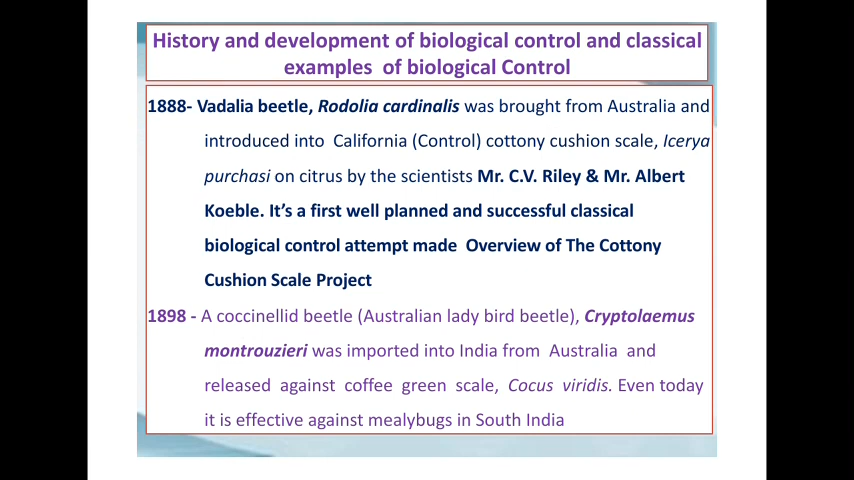 History and development of biological control and classical
examples of biological Control
1888- Vadalia beetle, Rodolia cardinalis was brought from Australia and
introduced into California (Control) cottony cushion scale, Icerya
purchasi on citrus by the scientists Mr. C.V. Riley & Mr. Albert
Koeble. It’s a first well planned and successful classical
biological control attempt made Overview of The Cottony
Cushion Scale Project
1898 - A coccinellid beetle (Australian lady bird beetle), Cryptolaemus
montrouzieri was imported into India from Australia and
released against coffee green scale, Cocus viridis. Even today
it is effective against mealybugs in South India